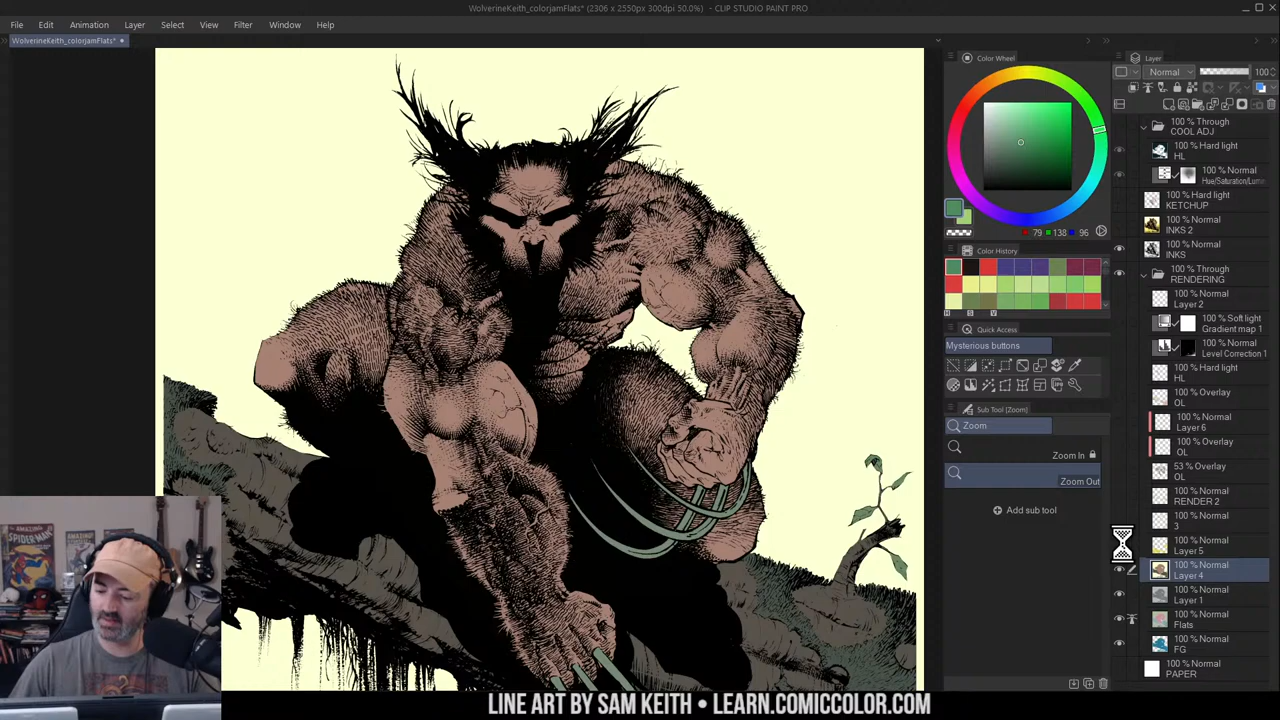 WolverineKeith_colorjamFlats* (2306 x 2550px 300dpi 50.0%) - CLIP STUDIO PAINT PRO
File Edit Animation Layer Select View Filter Window Help
WolverineKeith_colorjamFlats*
Color Wheel
79 138 96
Color History
H S V
Quick Access
Mysterious buttons
Sub Tool [Zoom]
Zoom
Zoom In
Zoom Out
Add sub tool
Layer
Normal 100
100 % Through
COOL ADJ
100 % Hard light
HL
100 % Normal
Hue/Saturation/Lum
100 % Hard light
KETCHUP
100 % Normal
INKS 2
100 % Normal
INKS
100 % Through
RENDERING
100 % Normal
Layer 2
100 % Soft light
Gradient map 1
100 % Normal
Level Correction 1
100 % Hard light
HL
100 % Overlay
OL
100 % Normal
Layer 6
100 % Overlay
OL
53 % Overlay
OL
100 % Normal
RENDER 2
100 % Normal
3
100 % Normal
Layer 5
100 % Normal
Layer 4
100 % Normal
Layer 1
100 % Normal
Flats
100 % Normal
FG
100 % Normal
PAPER
AMAZING
SPIDER-MAN
LINE ART BY SAM KEITH • LEARN.COMICCOLOR.COM